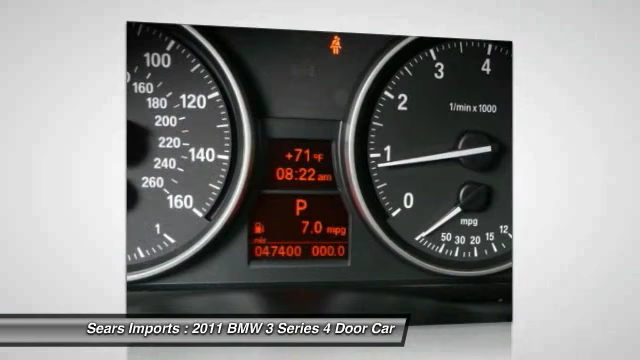 100
120
140
160
160
180
200
220
240
260
1
+71 °F
08:22 am
P
7.0 mpg
047400 000.0
4
3
2
1
0
1/min x 1000
mpg
50 30 20 15 12
Sears Imports : 2011 BMW 3 Series 4 Door Car